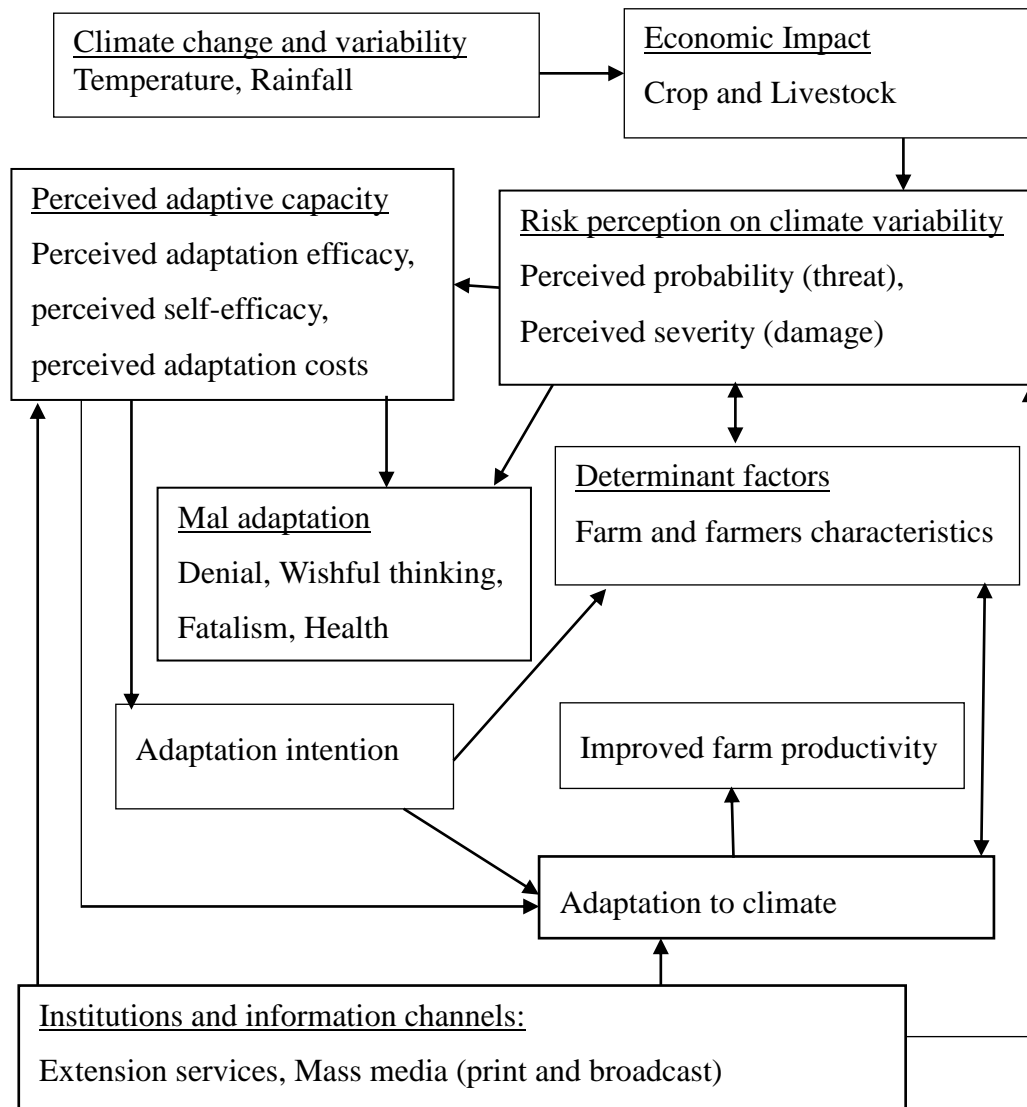 Climate change and variability
Temperature, Rainfall
Economic Impact
Crop and Livestock
Perceived adaptive capacity
Perceived adaptation efficacy,
perceived self-efficacy,
perceived adaptation costs
Risk perception on climate variability
Perceived probability (threat),
Perceived severity (damage)
Mal adaptation
Denial, Wishful thinking,
Fatalism, Health
Determinant factors
Farm and farmers characteristics
Adaptation intention
Improved farm productivity
Adaptation to climate
Institutions and information channels:
Extension services, Mass media (print and broadcast)